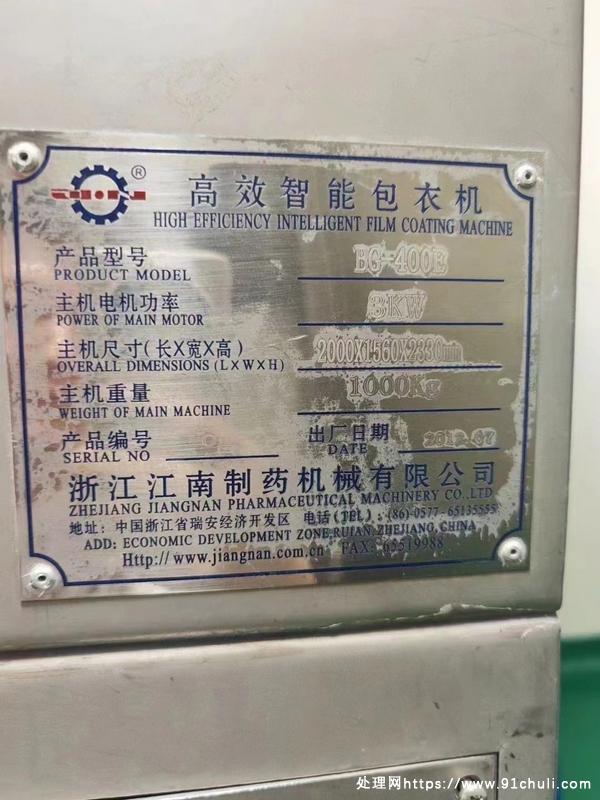 ®
高效智能包衣机
HIGH EFFICIENCY INTELLIGENT FILM COATING MACHINE
产品型号 BG-400E
PRODUCT MODEL
主机电机功率 3KW
POWER OF MAIN MOTOR
主机尺寸(长X宽X高) 2000X1560X2330mm
OVERALL DIMENSIONS (LXWXH)
主机重量 1000Kg
WEIGHT OF MAIN MACHINE
产品编号 出厂日期
SERIAL NO DATE
浙江江南制药机械有限公司
ZHEJIANG JIANGNAN PHARMACEUTICAL MACHINERY CO.,LTD
地址: 中国浙江省瑞安经济开发区 电话(TEL): (86)-0577-65135555
ADD: ECONOMIC DEVELOPMENT ZONE,RUIAN,ZHEJIANG,CHINA
Http://www.jiangnan.com.cn FAX: 65519988
处理网https://www.91chuli.com